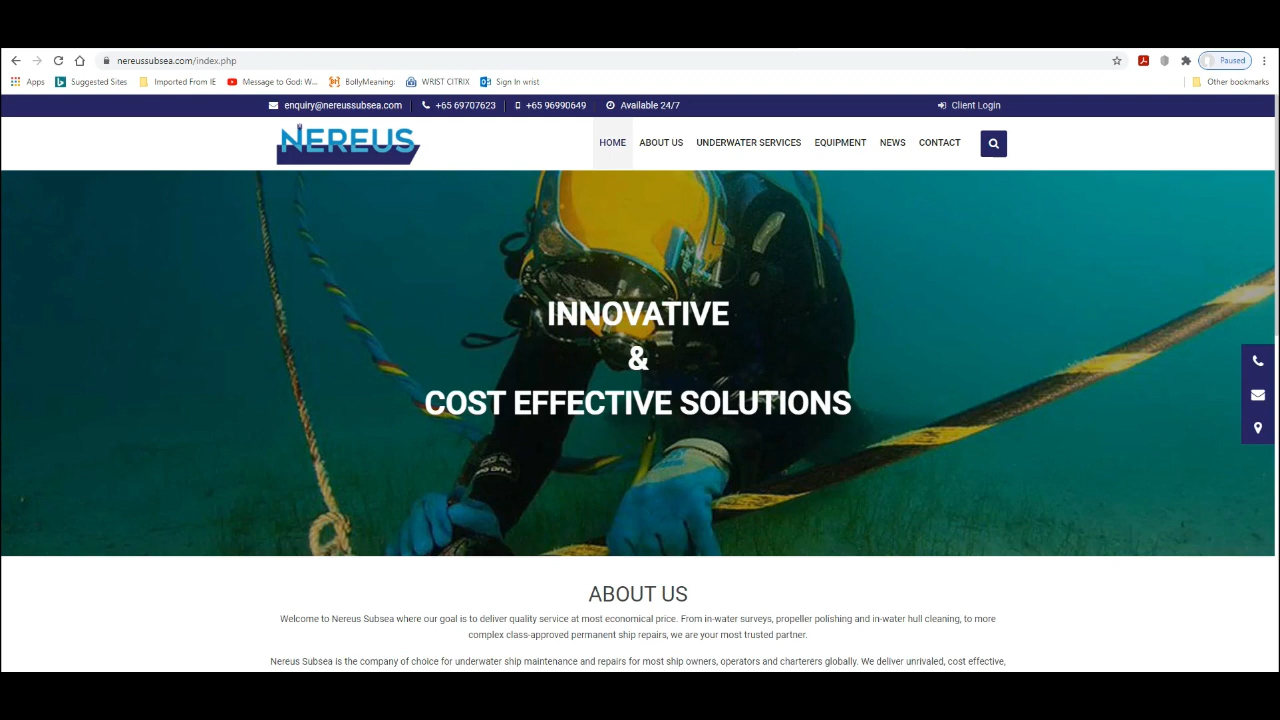 nereussubsea.com/index.php
Paused
Apps Suggested Sites Imported From IE Message to God: W... BollyMeaning: WRIST CITRIX Sign In wrist Other bookmarks
enquiry@nereussubsea.com +65 69707623 +65 96990649 Available 24/7 Client Login
NEREUS
HOME ABOUT US UNDERWATER SERVICES EQUIPMENT NEWS CONTACT
INNOVATIVE
&
COST EFFECTIVE SOLUTIONS
ABOUT US
Welcome to Nereus Subsea where our goal is to deliver quality service at most economical price. From in-water surveys, propeller polishing and in-water hull cleaning, to more
complex class-approved permanent ship repairs, we are your most trusted partner.
Nereus Subsea is the company of choice for underwater ship maintenance and repairs for most ship owners, operators and charterers globally. We deliver unrivaled, cost effective,